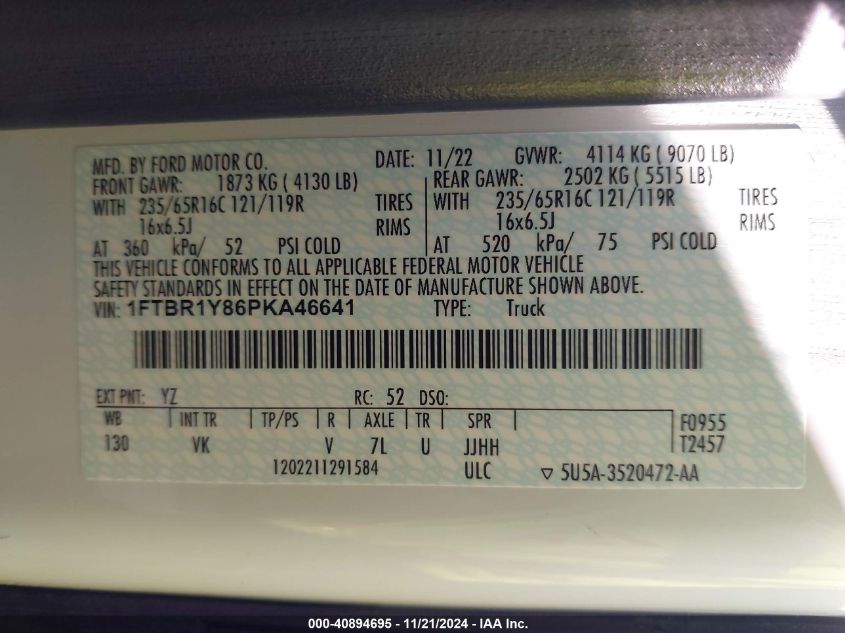 MFD. BY FORD MOTOR CO. DATE: 11/22 GVWR: 4114 KG ( 9070 LB)
FRONT GAWR: 1873 KG ( 4130 LB) REAR GAWR: 2502 KG ( 5515 LB)
WITH 235/65R16C 121/119R TIRES WITH 235/65R16C 121/119R TIRES
16x6.5J RIMS 16x6.5J RIMS
AT 360 kPa/ 52 PSI COLD AT 520 kPa/ 75 PSI COLD
THIS VEHICLE CONFORMS TO ALL APPLICABLE FEDERAL MOTOR VEHICLE
SAFETY STANDARDS IN EFFECT ON THE DATE OF MANUFACTURE SHOWN ABOVE.
VIN: 1FTBR1Y86PKA46641 TYPE: Truck
EXT PNT: YZ RC: 52 DSO:
WB INT TR TP/PS R AXLE TR SPR F0955
130 VK V 7L U JJHH T2457
1202211291584 ULC ▽ 5U5A-3520472-AA
000-40894695 - 11/21/2024 - IAA Inc.